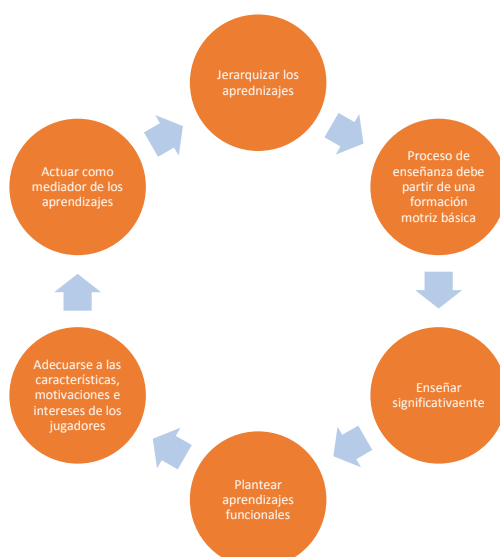 Jerarquizar los
aprednizajes
Proceso de
enseñanza debe
partir de una
formación
motriz básica
Enseñar
significativaente
Plantear
aprendizajes
funcionales
Adecuarse a las
características,
motivaciones e
intereses de los
jugadores
Actuar como
mediador de los
aprendizajes